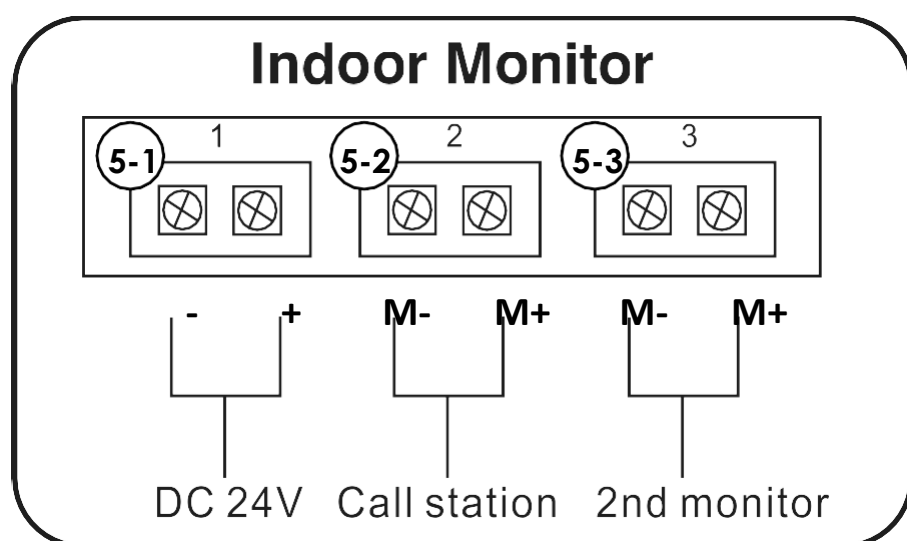 Indoor Monitor
1 2 3
5-1 5-2 5-3
- + M- M+ M- M+
DC 24V Call station 2nd monitor